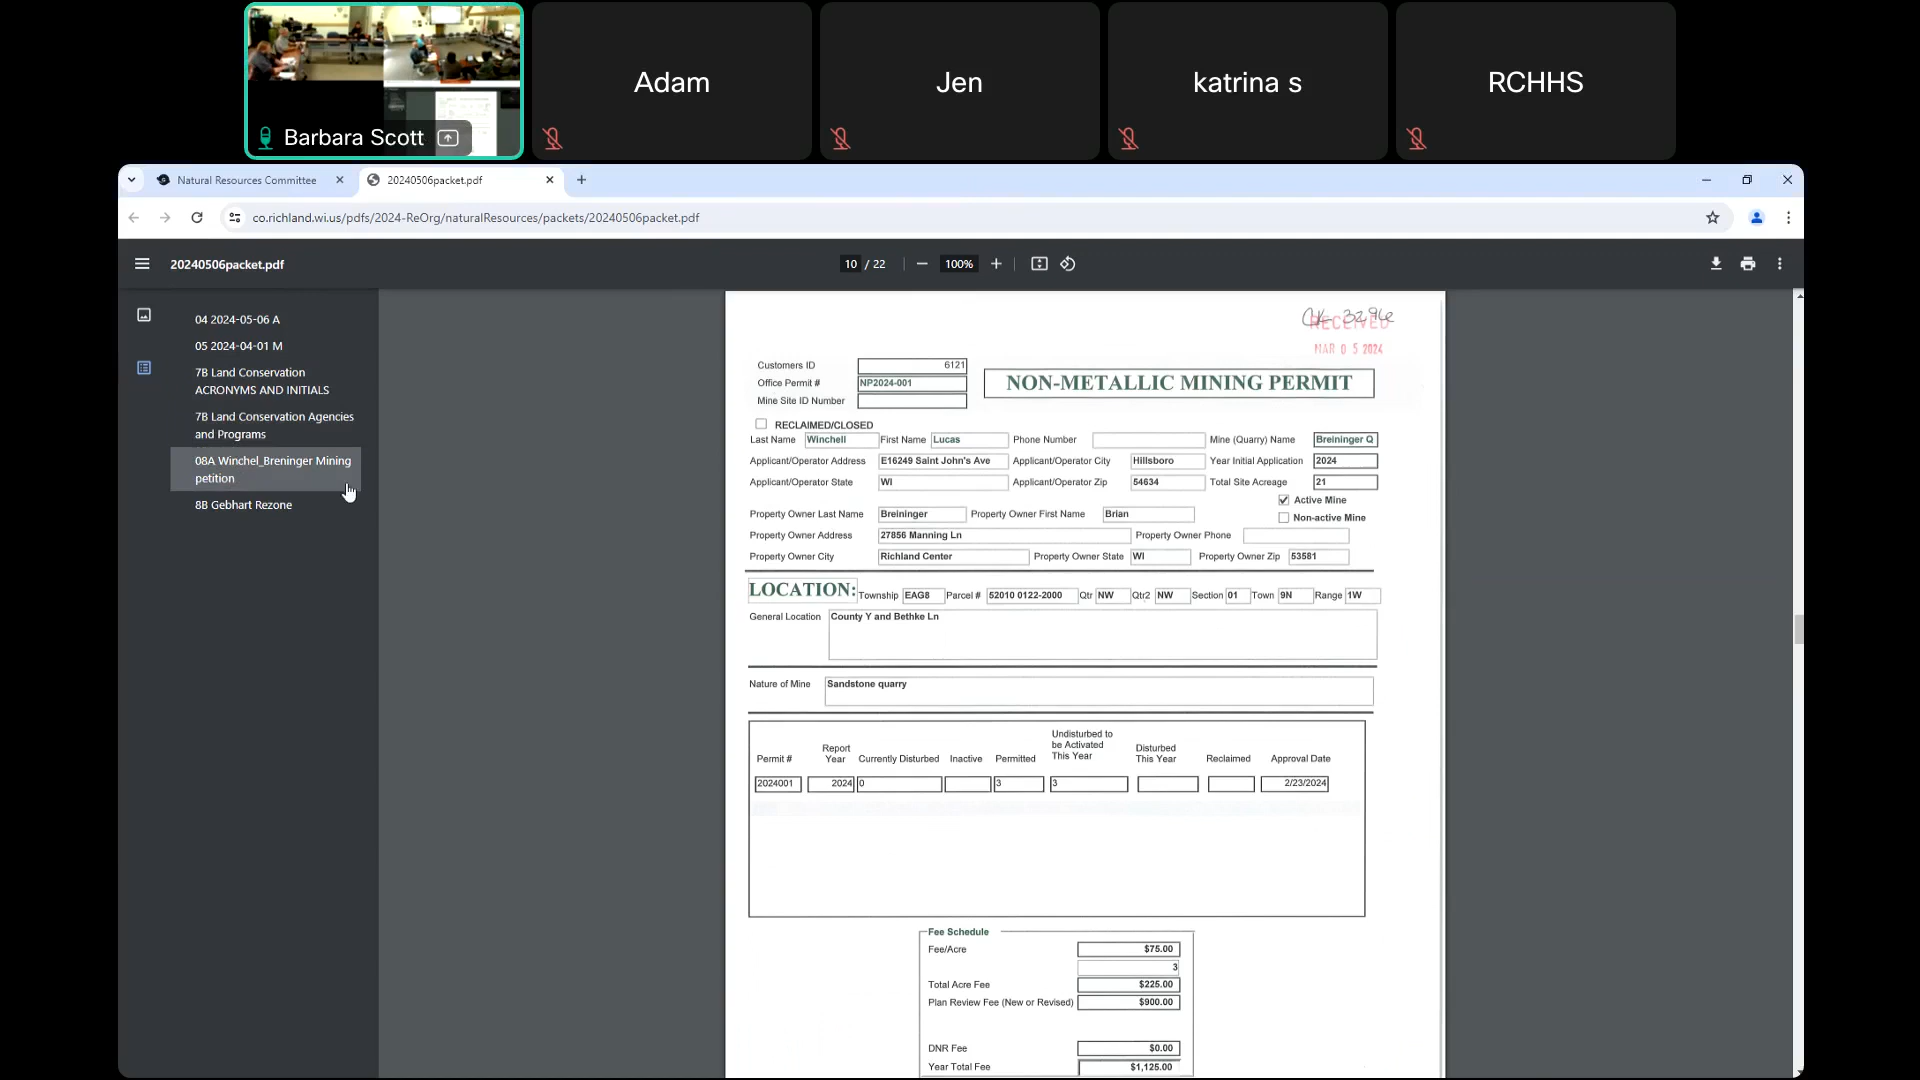 Barbara Scott
Adam
Jen
katrina s
RCHHS
Natural Resources Committee
20240506packet.pdf
co.richland.wi.us/pdfs/2024-ReOrg/naturalResources/packets/20240506packet.pdf
20240506packet.pdf
10 / 22
100%
04 2024-05-06 A
05 2024-04-01 M
7B Land Conservation
ACRONYMS AND INITIALS
7B Land Conservation Agencies
and Programs
08A Winchel_Breninger Mining
petition
8B Gebhart Rezone
CK 3296
RECEIVED
MAR 05 2024
Customers ID 6121
Office Permit # NP2024-001
Mine Site ID Number
NON-METALLIC MINING PERMIT
RECLAIMED/CLOSED
Last Name Winchell First Name Lucas Phone Number Mine (Quarry) Name Breininger Q
Applicant/Operator Address E16249 Saint John's Ave Applicant/Operator City Hillsboro Year Initial Application 2024
Applicant/Operator State WI Applicant/Operator Zip 54634 Total Site Acreage 21
Active Mine
Property Owner Last Name Breininger Property Owner First Name Brian Non-active Mine
Property Owner Address 27856 Manning Ln Property Owner Phone
Property Owner City Richland Center Property Owner State WI Property Owner Zip 53581
LOCATION: Township EAG8 Parcel # 52010 0122-2000 Qtr NW Qtr2 NW Section 01 Town 9N Range 1W
General Location County Y and Bethke Ln
Nature of Mine Sandstone quarry
Permit # Report Year Currently Disturbed Inactive Permitted Undisturbed to be Activated This Year Disturbed This Year Reclaimed Approval Date
2024001 2024 0 3 3 2/23/2024
Fee Schedule
Fee/Acre $75.00
3
Total Acre Fee $225.00
Plan Review Fee (New or Revised) $900.00
DNR Fee $0.00
Year Total Fee $1,125.00